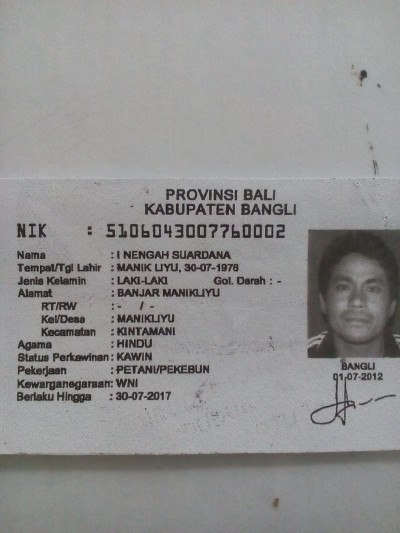 PROVINSI BALI
KABUPATEN BANGLI
NIK : 5106043007760002
Nama : I NENGAH SUARDANA
Tempat/Tgl Lahir : MANIK LIYU, 30-07-1976
Jenis Kelamin : LAKI-LAKI Gol. Darah : -
Alamat : BANJAR MANIKLIYU
RT/RW : - / -
Kel/Desa : MANIKLIYU
Kecamatan : KINTAMANI
Agama : HINDU
Status Perkawinan : KAWIN
Pekerjaan : PETANI/PEKEBUN
Kewarganegaraan : WNI
Berlaku Hingga : 30-07-2017
BANGLI
01-07-2012